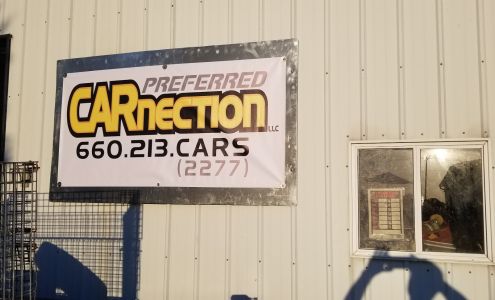 PREFERRED
CARNECTION LLC
660.213.CARS
(2277)